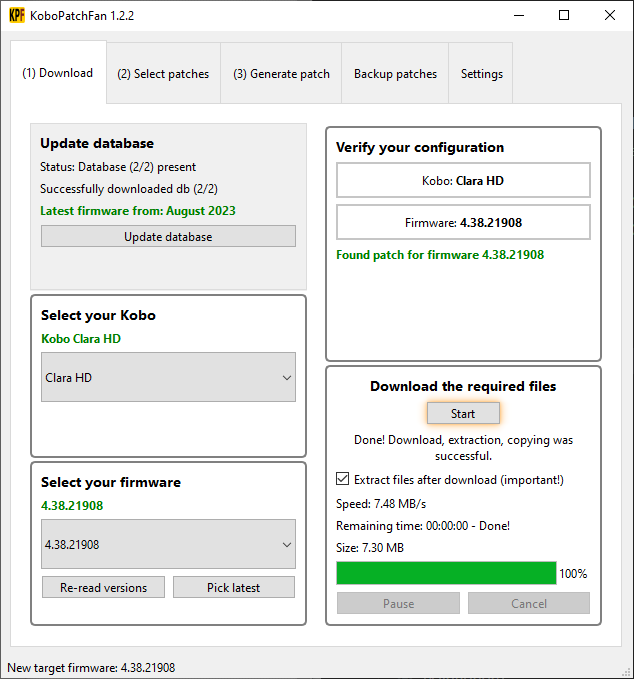 KPF KoboPatchFan 1.2.2
(1) Download
(2) Select patches
(3) Generate patch
Backup patches
Settings
Update database
Status: Database (2/2) present
Successfully downloaded db (2/2)
Latest firmware from: August 2023
Update database
Select your Kobo
Kobo Clara HD
Clara HD
Select your firmware
4.38.21908
4.38.21908
Re-read versions
Pick latest
Verify your configuration
Kobo: Clara HD
Firmware: 4.38.21908
Found patch for firmware 4.38.21908
Download the required files
Start
Done! Download, extraction, copying was
successful.
Extract files after download (important!)
Speed: 7.48 MB/s
Remaining time: 00:00:00 - Done!
Size: 7.30 MB
100%
Pause
Cancel
New target firmware: 4.38.21908